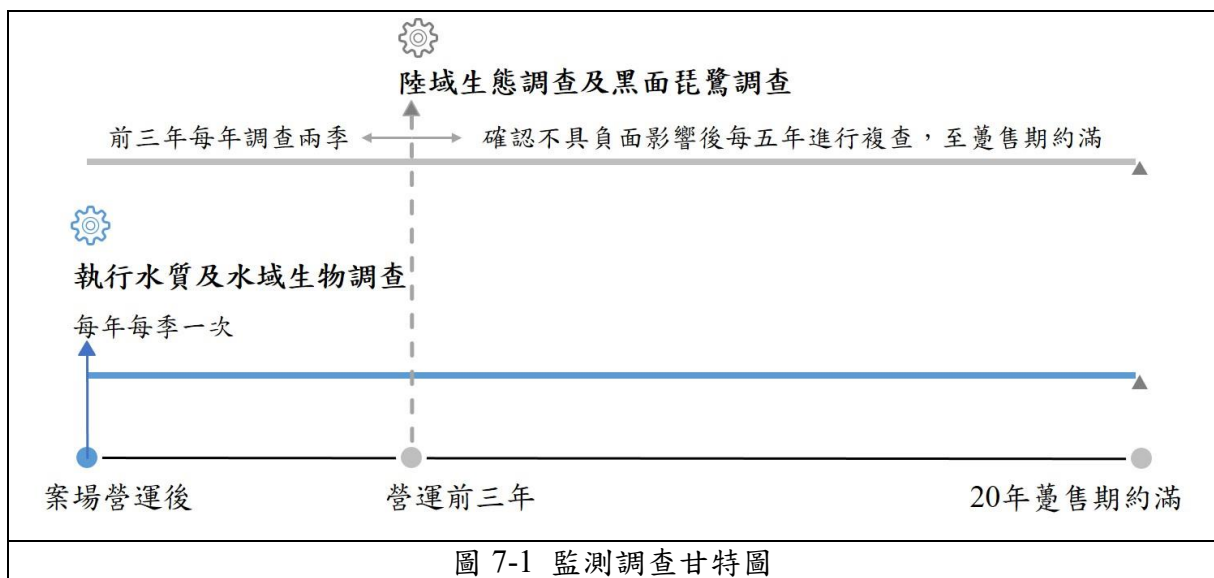 陸域生態調查及黑面琵鷺調查
前三年每年調查兩季
確認不具負面影響後每五年進行複查，至躉售期約滿
執行水質及水域生物調查
每年每季一次
案場營運後
營運前三年
20年躉售期約滿
圖 7-1 監測調查甘特圖